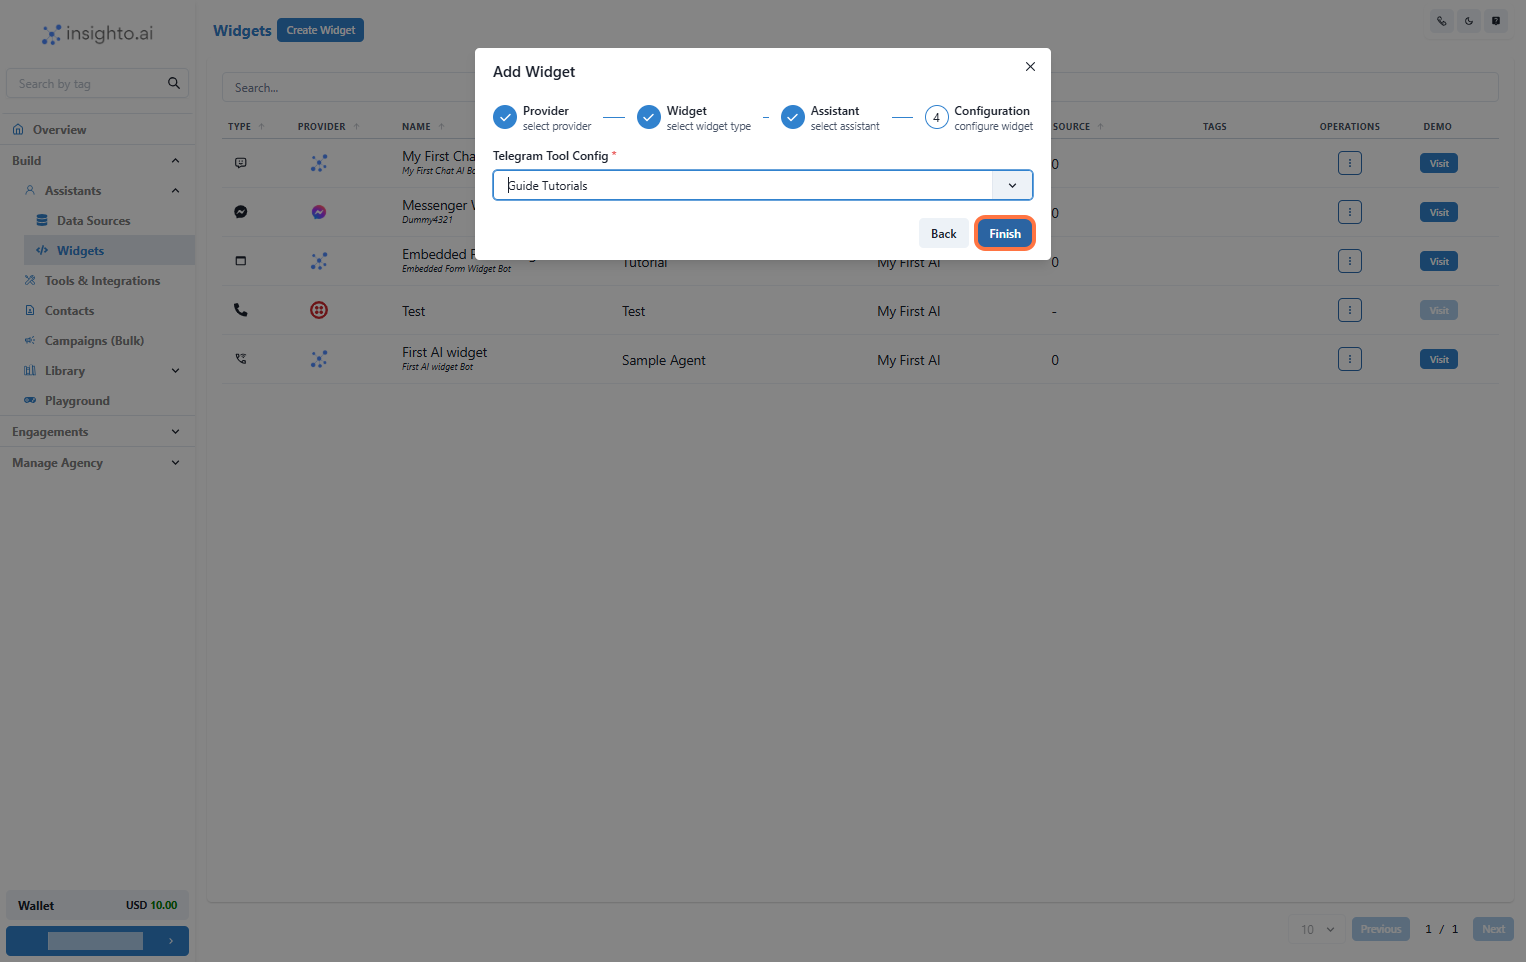 insighto.ai
Search by tag
Overview
Build
Assistants
Data Sources
Widgets
Tools & Integrations
Contacts
Campaigns (Bulk)
Library
Playground
Engagements
Manage Agency
Wallet USD 10.00
Widgets Create Widget
Search...
Add Widget
Provider
select provider
Widget
select widget type
Assistant
select assistant
4 Configuration
configure widget
Telegram Tool Config *
Guide Tutorials
Back Finish
TYPE PROVIDER NAME SOURCE TAGS OPERATIONS DEMO
My First Cha 0 Visit
My First Chat AI Bo
Messenger 0 Visit
Dummy4321
Embedded Tutorial My First AI 0 Visit
Embedded Form Widget Bot
Test Test My First AI - Visit
First AI widget Sample Agent My First AI 0 Visit
First AI widget Bot
10 Previous 1 / 1 Next